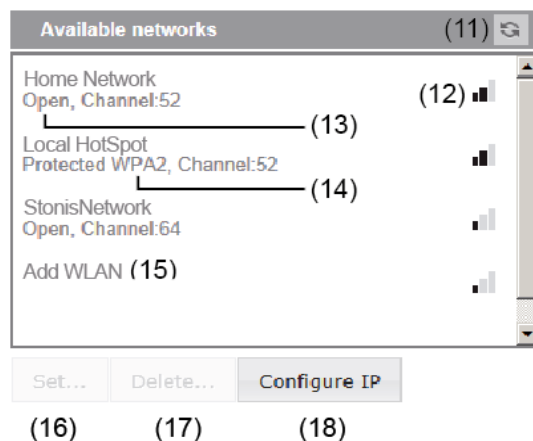 Available networks (11)
Home Network (12)
Open, Channel:52
(13)
Local HotSpot
Protected WPA2, Channel:52
(14)
StonisNetwork
Open, Channel:64
Add WLAN (15)
Set... Delete... Configure IP
(16) (17) (18)